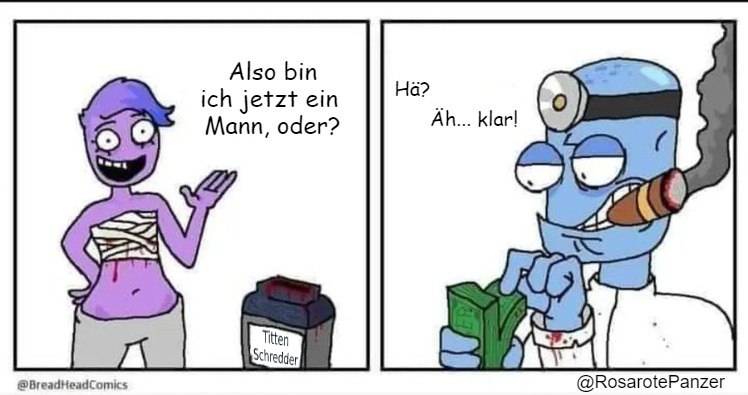 Also bin
ich jetzt ein
Mann, oder?
Titten
Schredder
Hä?
Äh... klar!
@BreadHeadComics
@RosarotePanzer